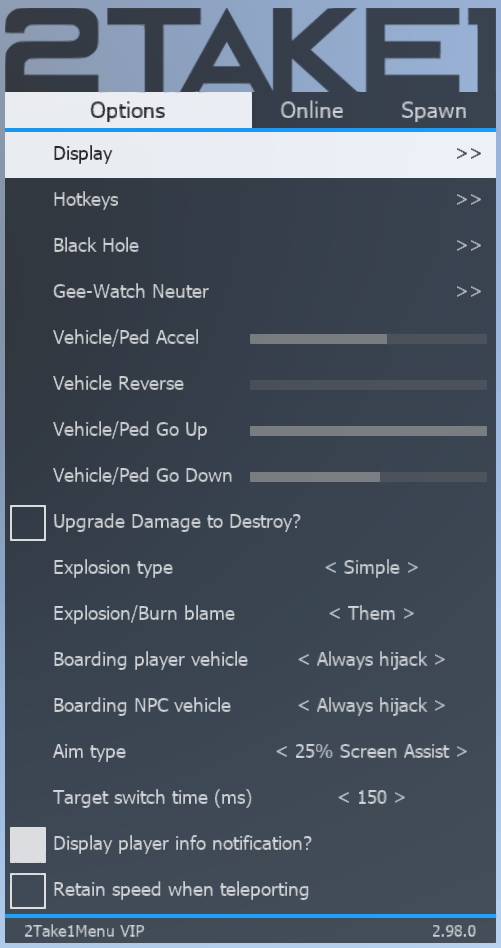 2TAKE1
Options Online Spawn
Display >>
Hotkeys >>
Black Hole >>
Gee-Watch Neuter >>
Vehicle/Ped Accel
Vehicle Reverse
Vehicle/Ped Go Up
Vehicle/Ped Go Down
Upgrade Damage to Destroy?
Explosion type < Simple >
Explosion/Burn blame < Them >
Boarding player vehicle < Always hijack >
Boarding NPC vehicle < Always hijack >
Aim type < 25% Screen Assist >
Target switch time (ms) < 150 >
Display player info notification?
Retain speed when teleporting
2Take1Menu VIP 2.98.0